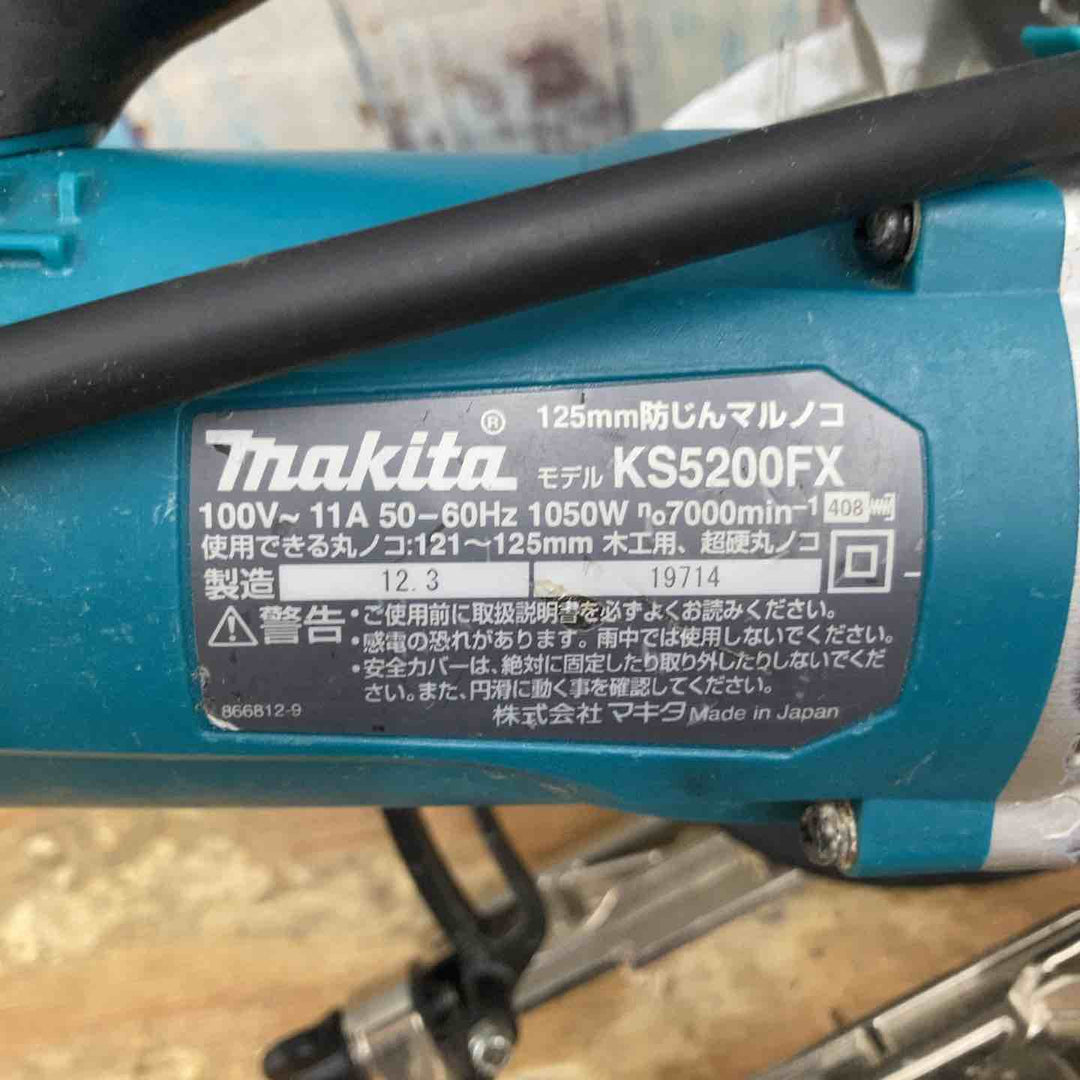 makita®
125mm防じんマルノコ
モデル KS5200FX
100V～ 11A 50-60Hz 1050W n₀7000min⁻¹ 408
使用できる丸ノコ:121～125mm 木工用、超硬丸ノコ
製造 12.3 19714
警告
・ご使用前に取扱説明書を必ずよくお読みください。
・感電の恐れがあります。雨中では使用しないでください。
・安全カバーは、絶対に固定したり取り外したりしないでくだ
さい。また、円滑に動く事を確認してください。
866812-9
株式会社 マキタ Made in Japan